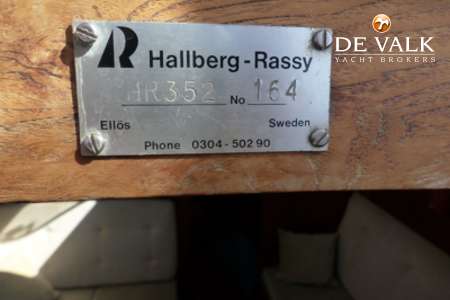 DE VALK
YACHT BROKERS
R Hallberg-Rassy
HR352 No 164
Ellös Sweden
Phone 0304-502 90